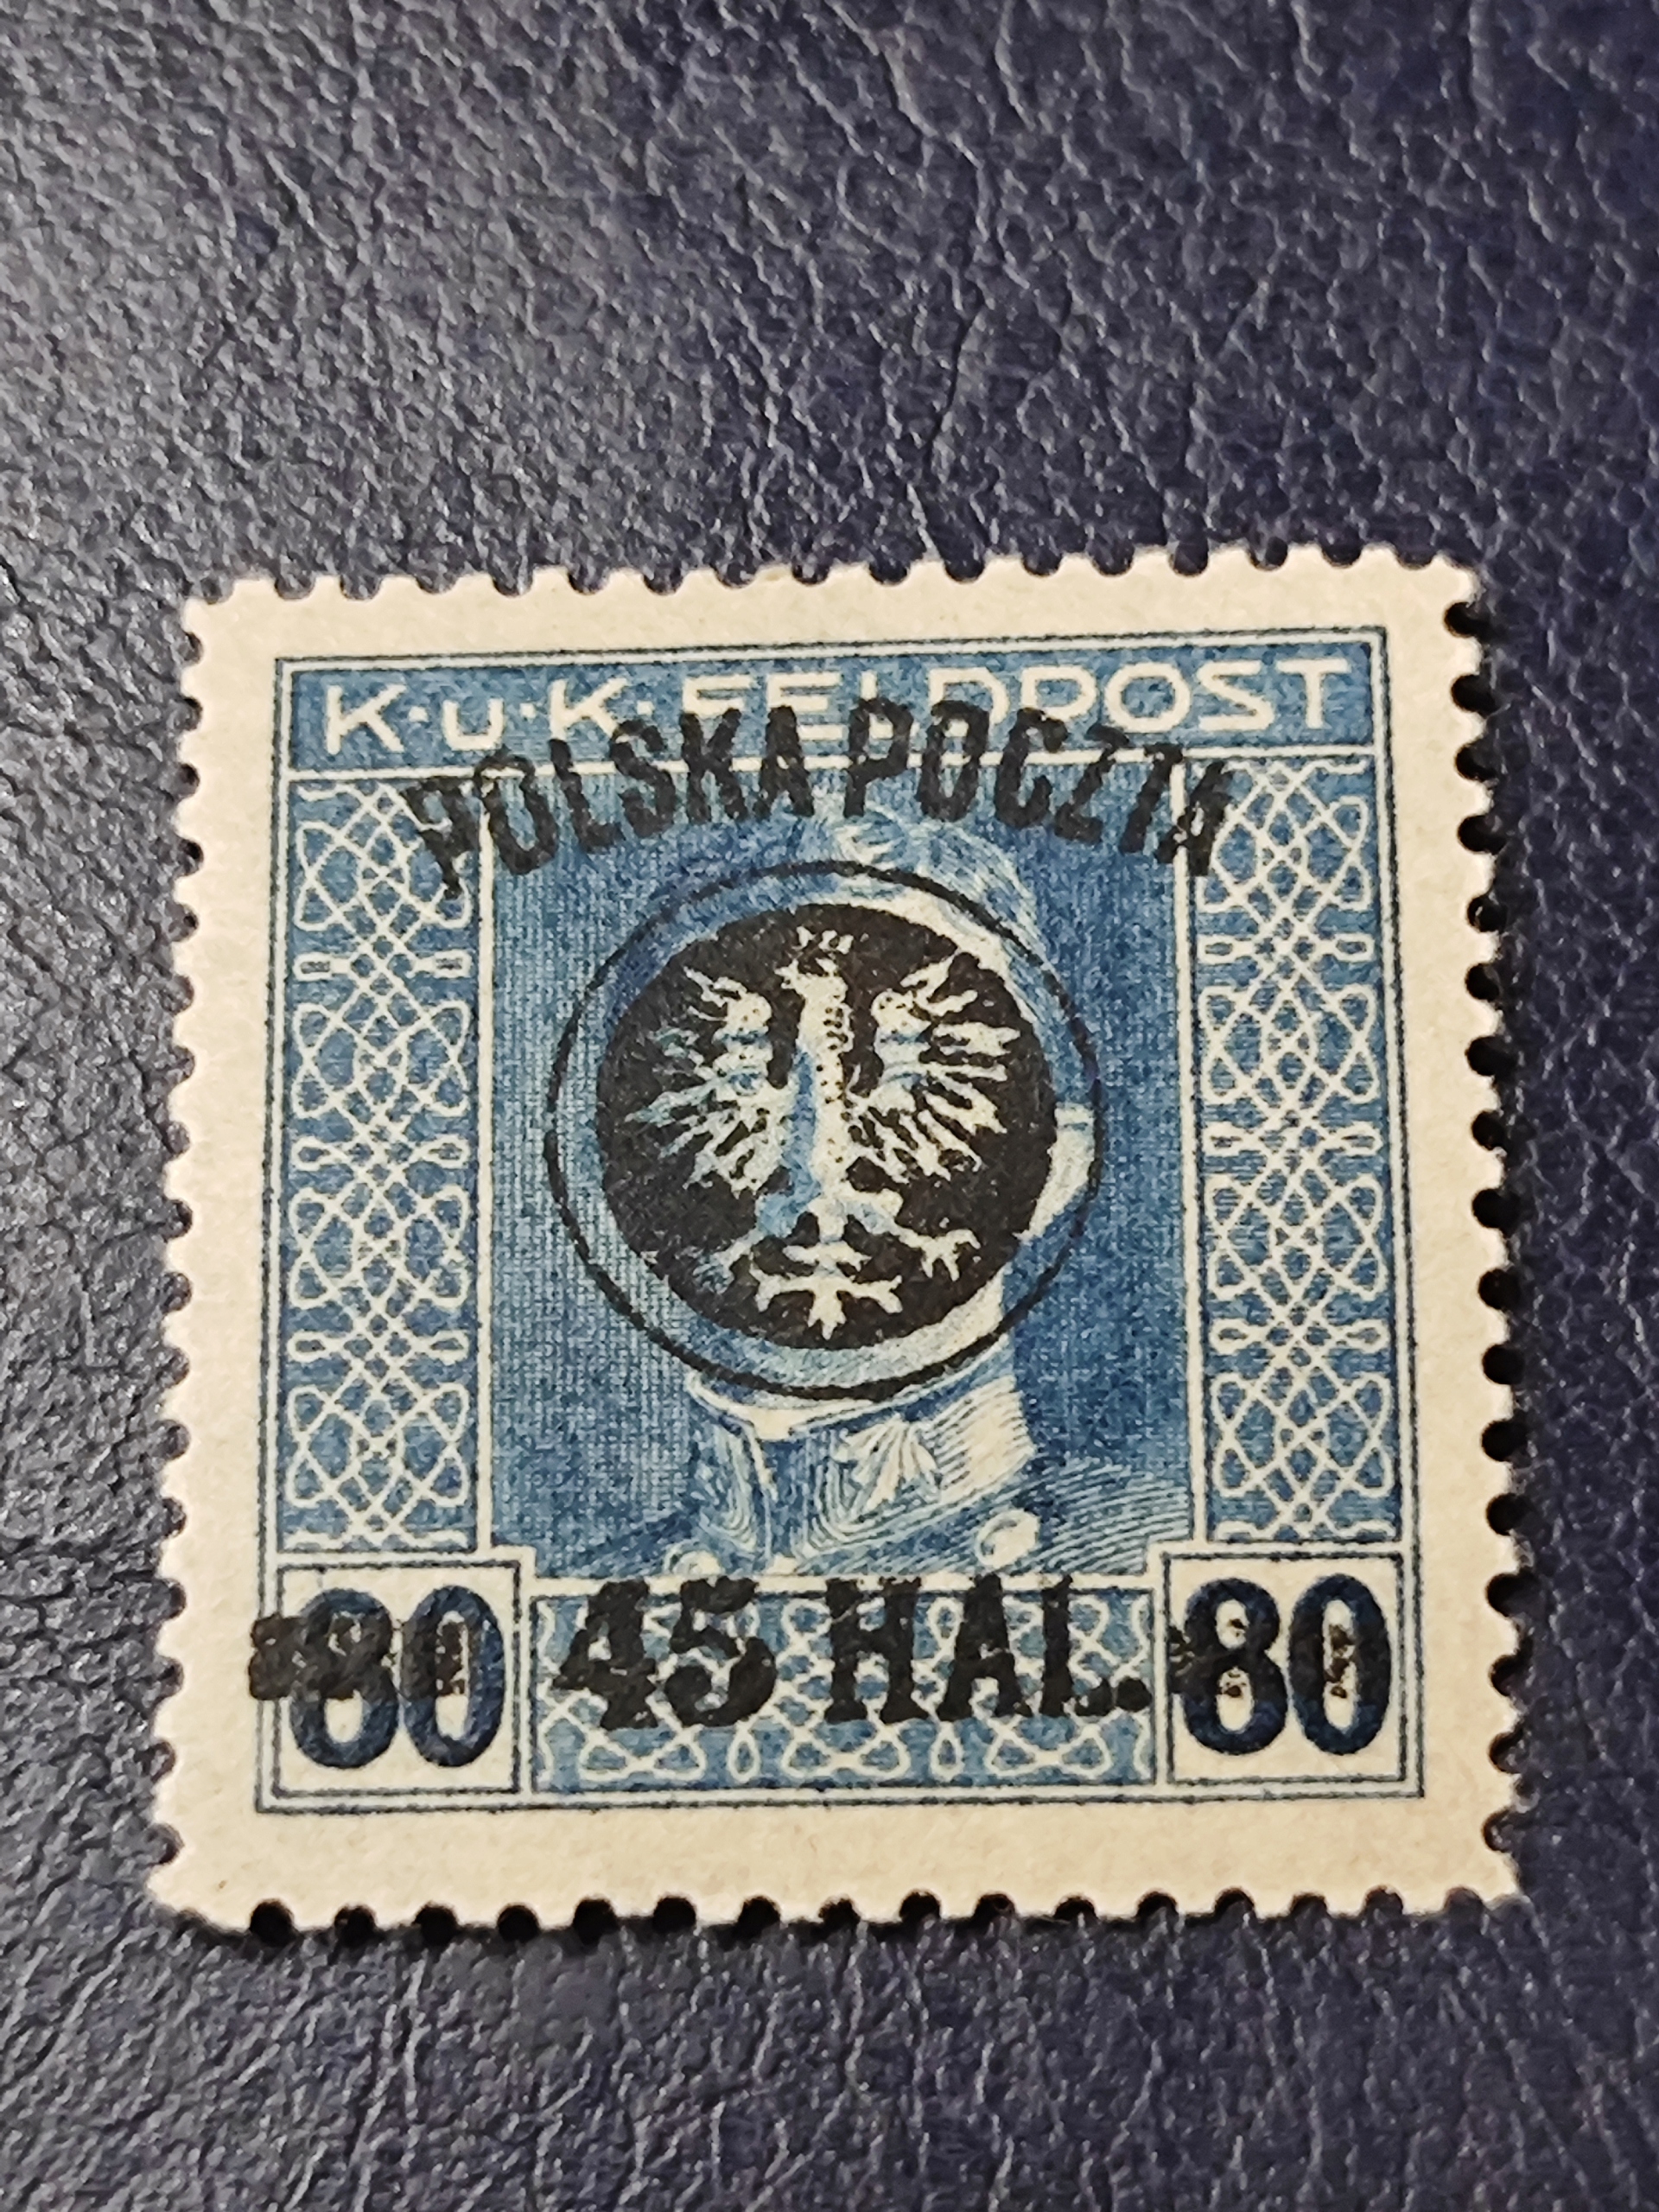 K·u·K·FELDPOST
POLSKA POCZTA
80 45 HAL. 80